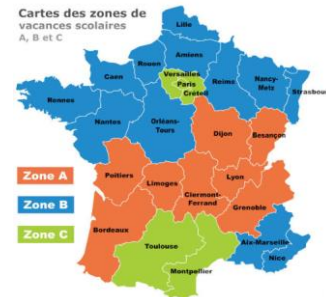 Cartes des zones de
vacances scolaires
A, B et C
Lille
Amiens
Rouen
Caen
Versailles
Paris
Créteil
Reims
Nancy-
Metz
Strasbour
Rennes
Nantes
Orléans-
Tours
Dijon
Besançon
Zone A
Zone B
Zone C
Poitiers
Limoges
Clermont-
Ferrand
Lyon
Grenoble
Bordeaux
Toulouse
Montpellier
Aix-Marseille
Nice